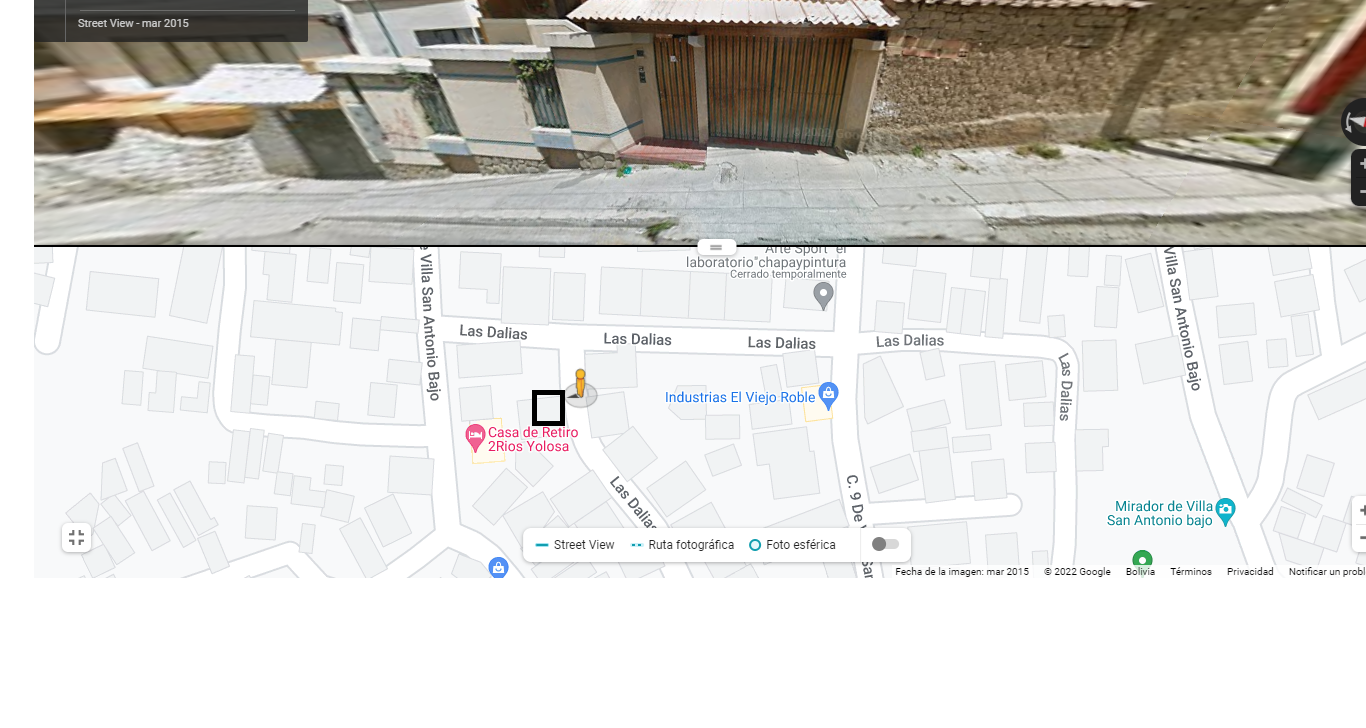 Street View - mar 2015
Arte Sport "el
laboratorio"chapaypintura
Cerrado temporalmente
Villa San Antonio Bajo
Villa San Antonio Bajo
Las Dalias
Las Dalias
Las Dalias
Las Dalias
Las Dalias
Industrias El Viejo Roble
Casa de Retiro
2Rios Yolosa
Las Dalias
C. 9 De
Mirador de Villa
San Antonio bajo
Street View
Ruta fotográfica
Foto esférica
Fecha de la imagen: mar 2015
© 2022 Google
Bolivia
Términos
Privacidad
Notificar un probl